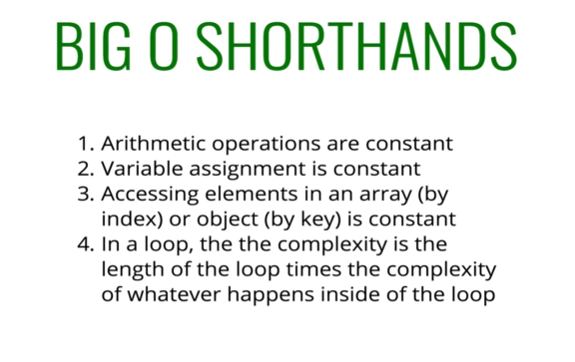 BIG O SHORTHANDS
1. Arithmetic operations are constant
2. Variable assignment is constant
3. Accessing elements in an array (by
index) or object (by key) is constant
4. In a loop, the the complexity is the
length of the loop times the complexity
of whatever happens inside of the loop